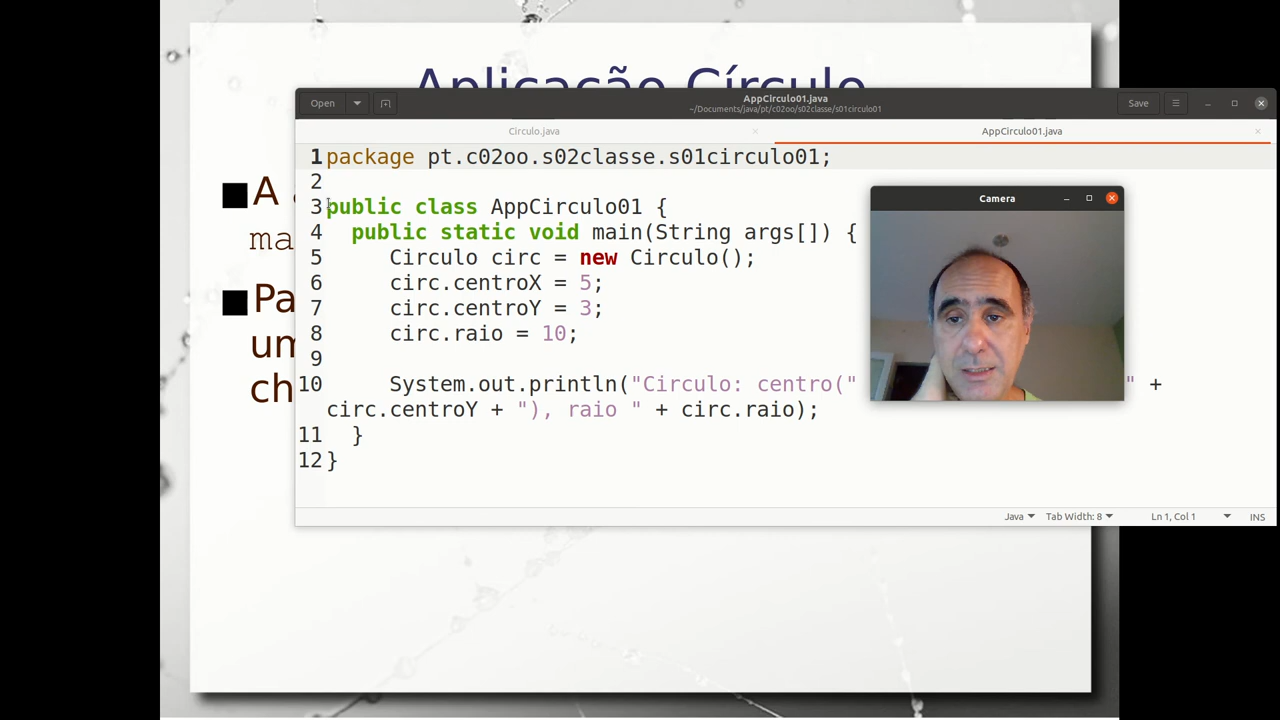 Aplicação Círculo
Open
AppCirculo01.java
~/Documents/java/pt/c02oo/s02classe/s01circulo01
Save
Circulo.java
AppCirculo01.java
1 package pt.c02oo.s02classe.s01circulo01;
2
3 public class AppCirculo01 {
4 public static void main(String args[]) {
5 Circulo circ = new Circulo();
6 circ.centroX = 5;
7 circ.centroY = 3;
8 circ.raio = 10;
9
10 System.out.println("Circulo: centro(" " +
circ.centroY + "), raio " + circ.raio);
11 }
12 }
A
ma
Pa
um
ch
Camera
Java
Tab Width: 8
Ln 1, Col 1
INS